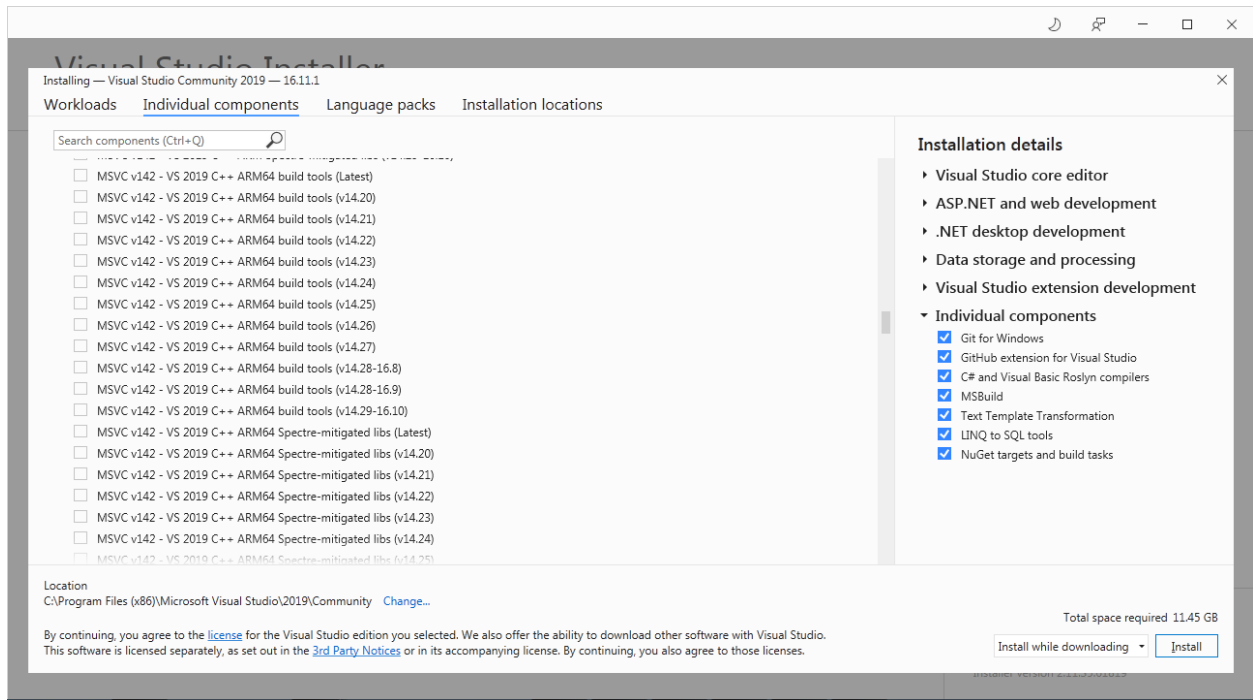 Visual Studio Installer
Installing — Visual Studio Community 2019 — 16.11.1
Workloads Individual components Language packs Installation locations
Search components (Ctrl+Q)
MSVC v142 - VS 2019 C++ ARM64 build tools (Latest)
MSVC v142 - VS 2019 C++ ARM64 build tools (v14.20)
MSVC v142 - VS 2019 C++ ARM64 build tools (v14.21)
MSVC v142 - VS 2019 C++ ARM64 build tools (v14.22)
MSVC v142 - VS 2019 C++ ARM64 build tools (v14.23)
MSVC v142 - VS 2019 C++ ARM64 build tools (v14.24)
MSVC v142 - VS 2019 C++ ARM64 build tools (v14.25)
MSVC v142 - VS 2019 C++ ARM64 build tools (v14.26)
MSVC v142 - VS 2019 C++ ARM64 build tools (v14.27)
MSVC v142 - VS 2019 C++ ARM64 build tools (v14.28-16.8)
MSVC v142 - VS 2019 C++ ARM64 build tools (v14.28-16.9)
MSVC v142 - VS 2019 C++ ARM64 build tools (v14.29-16.10)
MSVC v142 - VS 2019 C++ ARM64 Spectre-mitigated libs (Latest)
MSVC v142 - VS 2019 C++ ARM64 Spectre-mitigated libs (v14.20)
MSVC v142 - VS 2019 C++ ARM64 Spectre-mitigated libs (v14.21)
MSVC v142 - VS 2019 C++ ARM64 Spectre-mitigated libs (v14.22)
MSVC v142 - VS 2019 C++ ARM64 Spectre-mitigated libs (v14.23)
MSVC v142 - VS 2019 C++ ARM64 Spectre-mitigated libs (v14.24)
MSVC v142 - VS 2019 C++ ARM64 Spectre-mitigated libs (v14.25)
Installation details
Visual Studio core editor
ASP.NET and web development
.NET desktop development
Data storage and processing
Visual Studio extension development
Individual components
Git for Windows
GitHub extension for Visual Studio
C# and Visual Basic Roslyn compilers
MSBuild
Text Template Transformation
LINQ to SQL tools
NuGet targets and build tasks
Location
C:\Program Files (x86)\Microsoft Visual Studio\2019\Community Change...
By continuing, you agree to the license for the Visual Studio edition you selected. We also offer the ability to download other software with Visual Studio.
This software is licensed separately, as set out in the 3rd Party Notices or in its accompanying license. By continuing, you also agree to those licenses.
Total space required 11.45 GB
Install while downloading Install